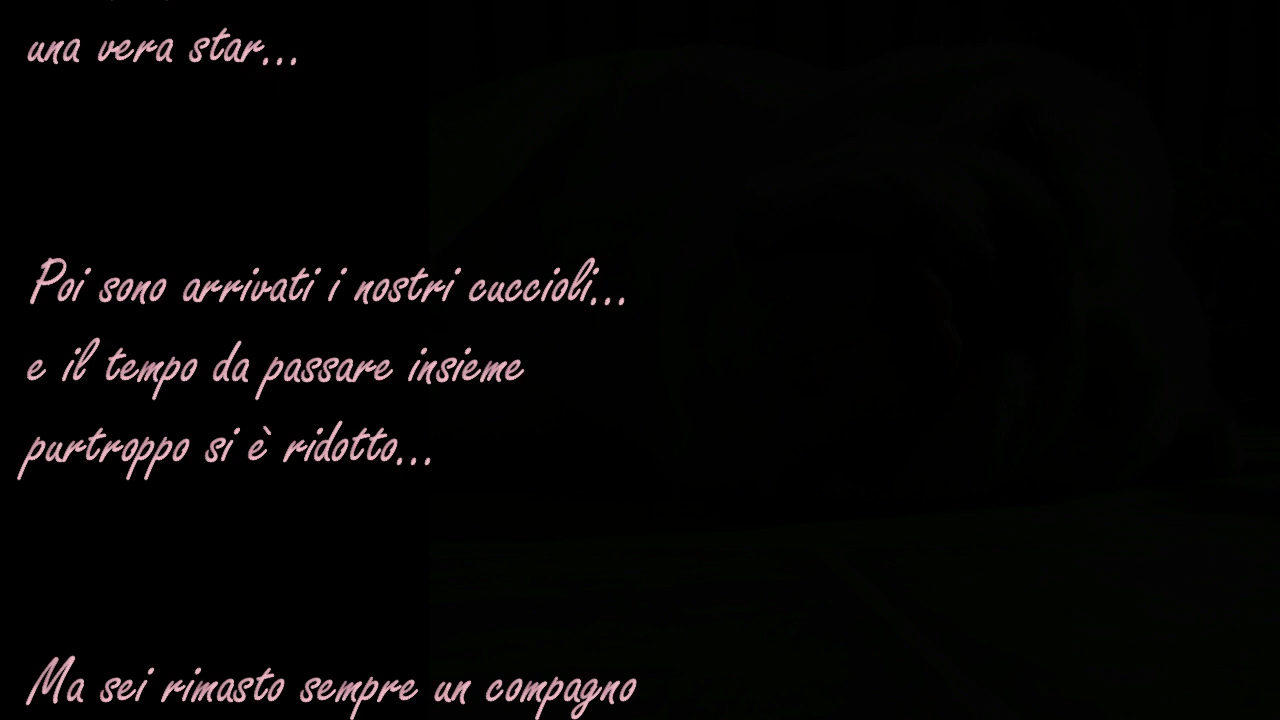 una vera star...
Poi sono arrivati i nostri cuccioli...
e il tempo da passare insieme
purtroppo si è ridotto...
Ma sei rimasto sempre un compagno